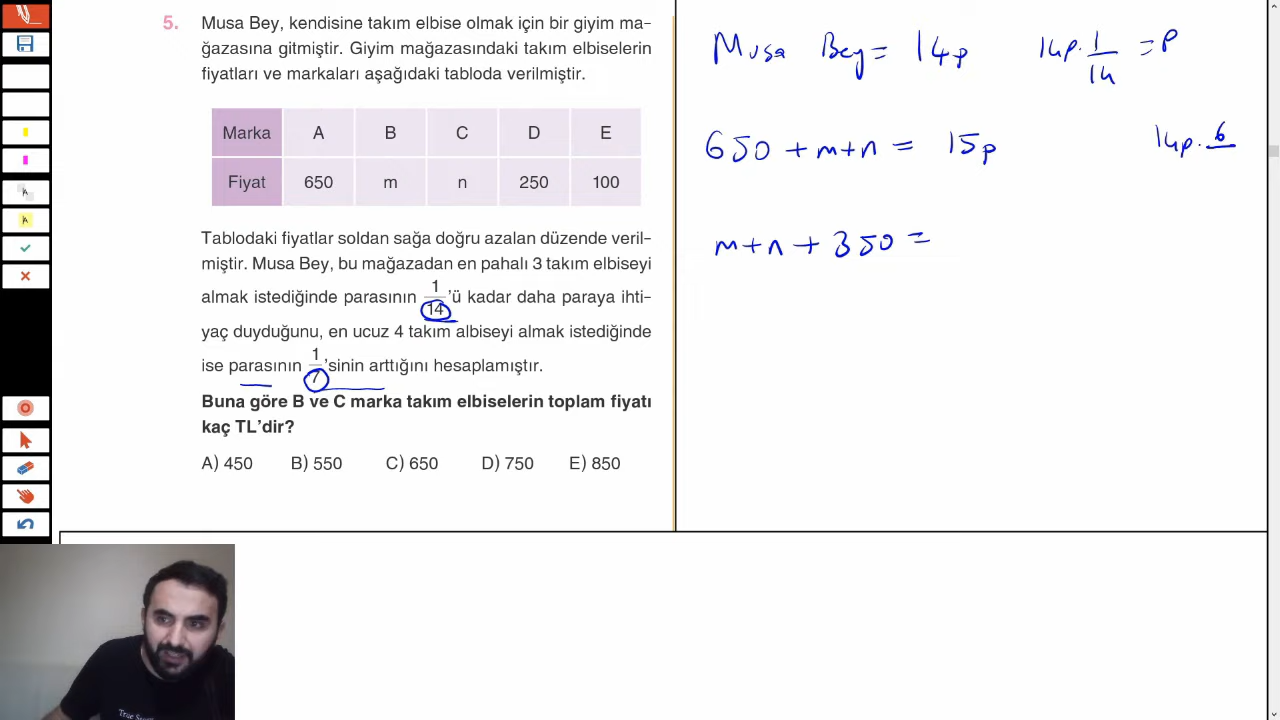 5. Musa Bey, kendisine takım elbise olmak için bir giyim ma-
ğazasına gitmiştir. Giyim mağazasındaki takım elbiselerin
fiyatları ve markaları aşağıdaki tabloda verilmiştir.
Marka A B C D E
Fiyat 650 m n 250 100
Tablodaki fiyatlar soldan sağa doğru azalan düzende veril-
miştir. Musa Bey, bu mağazadan en pahalı 3 takım elbiseyi
almak istediğinde parasının 1/14'ü kadar daha paraya ihti-
yaç duyduğunu, en ucuz 4 takım albiseyi almak istediğinde
ise parasının 1/7'sinin arttığını hesaplamıştır.
Buna göre B ve C marka takım elbiselerin toplam fiyatı
kaç TL'dir?
A) 450 B) 550 C) 650 D) 750 E) 850
Musa Bey = 14p 14p · 1/14 = P
650 + m + n = 15p 14p · 6
m + n + 350 =
A
A
True